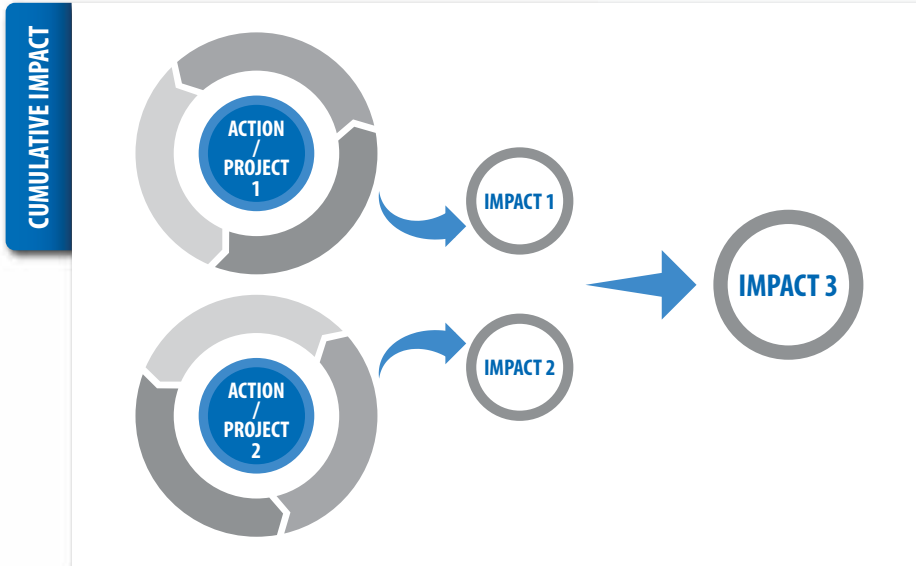 CUMULATIVE IMPACT
ACTION
/
PROJECT
1
IMPACT 1
IMPACT 3
ACTION
/
PROJECT
2
IMPACT 2